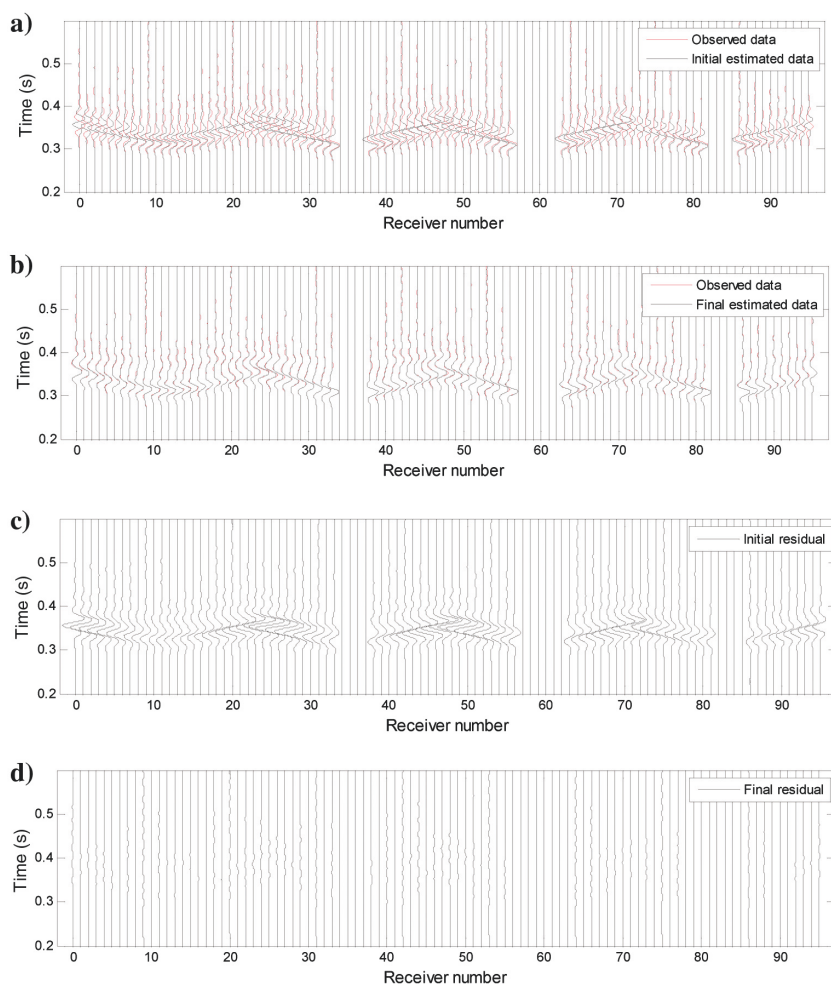 a)
Observed data
Initial estimated data
Time (s)
0.6
0.5
0.4
0.3
0.2
0 10 20 30 40 50 60 70 80 90
Receiver number
b)
Observed data
Final estimated data
Time (s)
0.5
0.4
0.3
0.2
0 10 20 30 40 50 60 70 80 90
Receiver number
c)
Initial residual
Time (s)
0.5
0.4
0.3
0.2
0 10 20 30 40 50 60 70 80 90
Receiver number
d)
Final residual
Time (s)
0.5
0.4
0.3
0.2
0 10 20 30 40 50 60 70 80 90
Receiver number